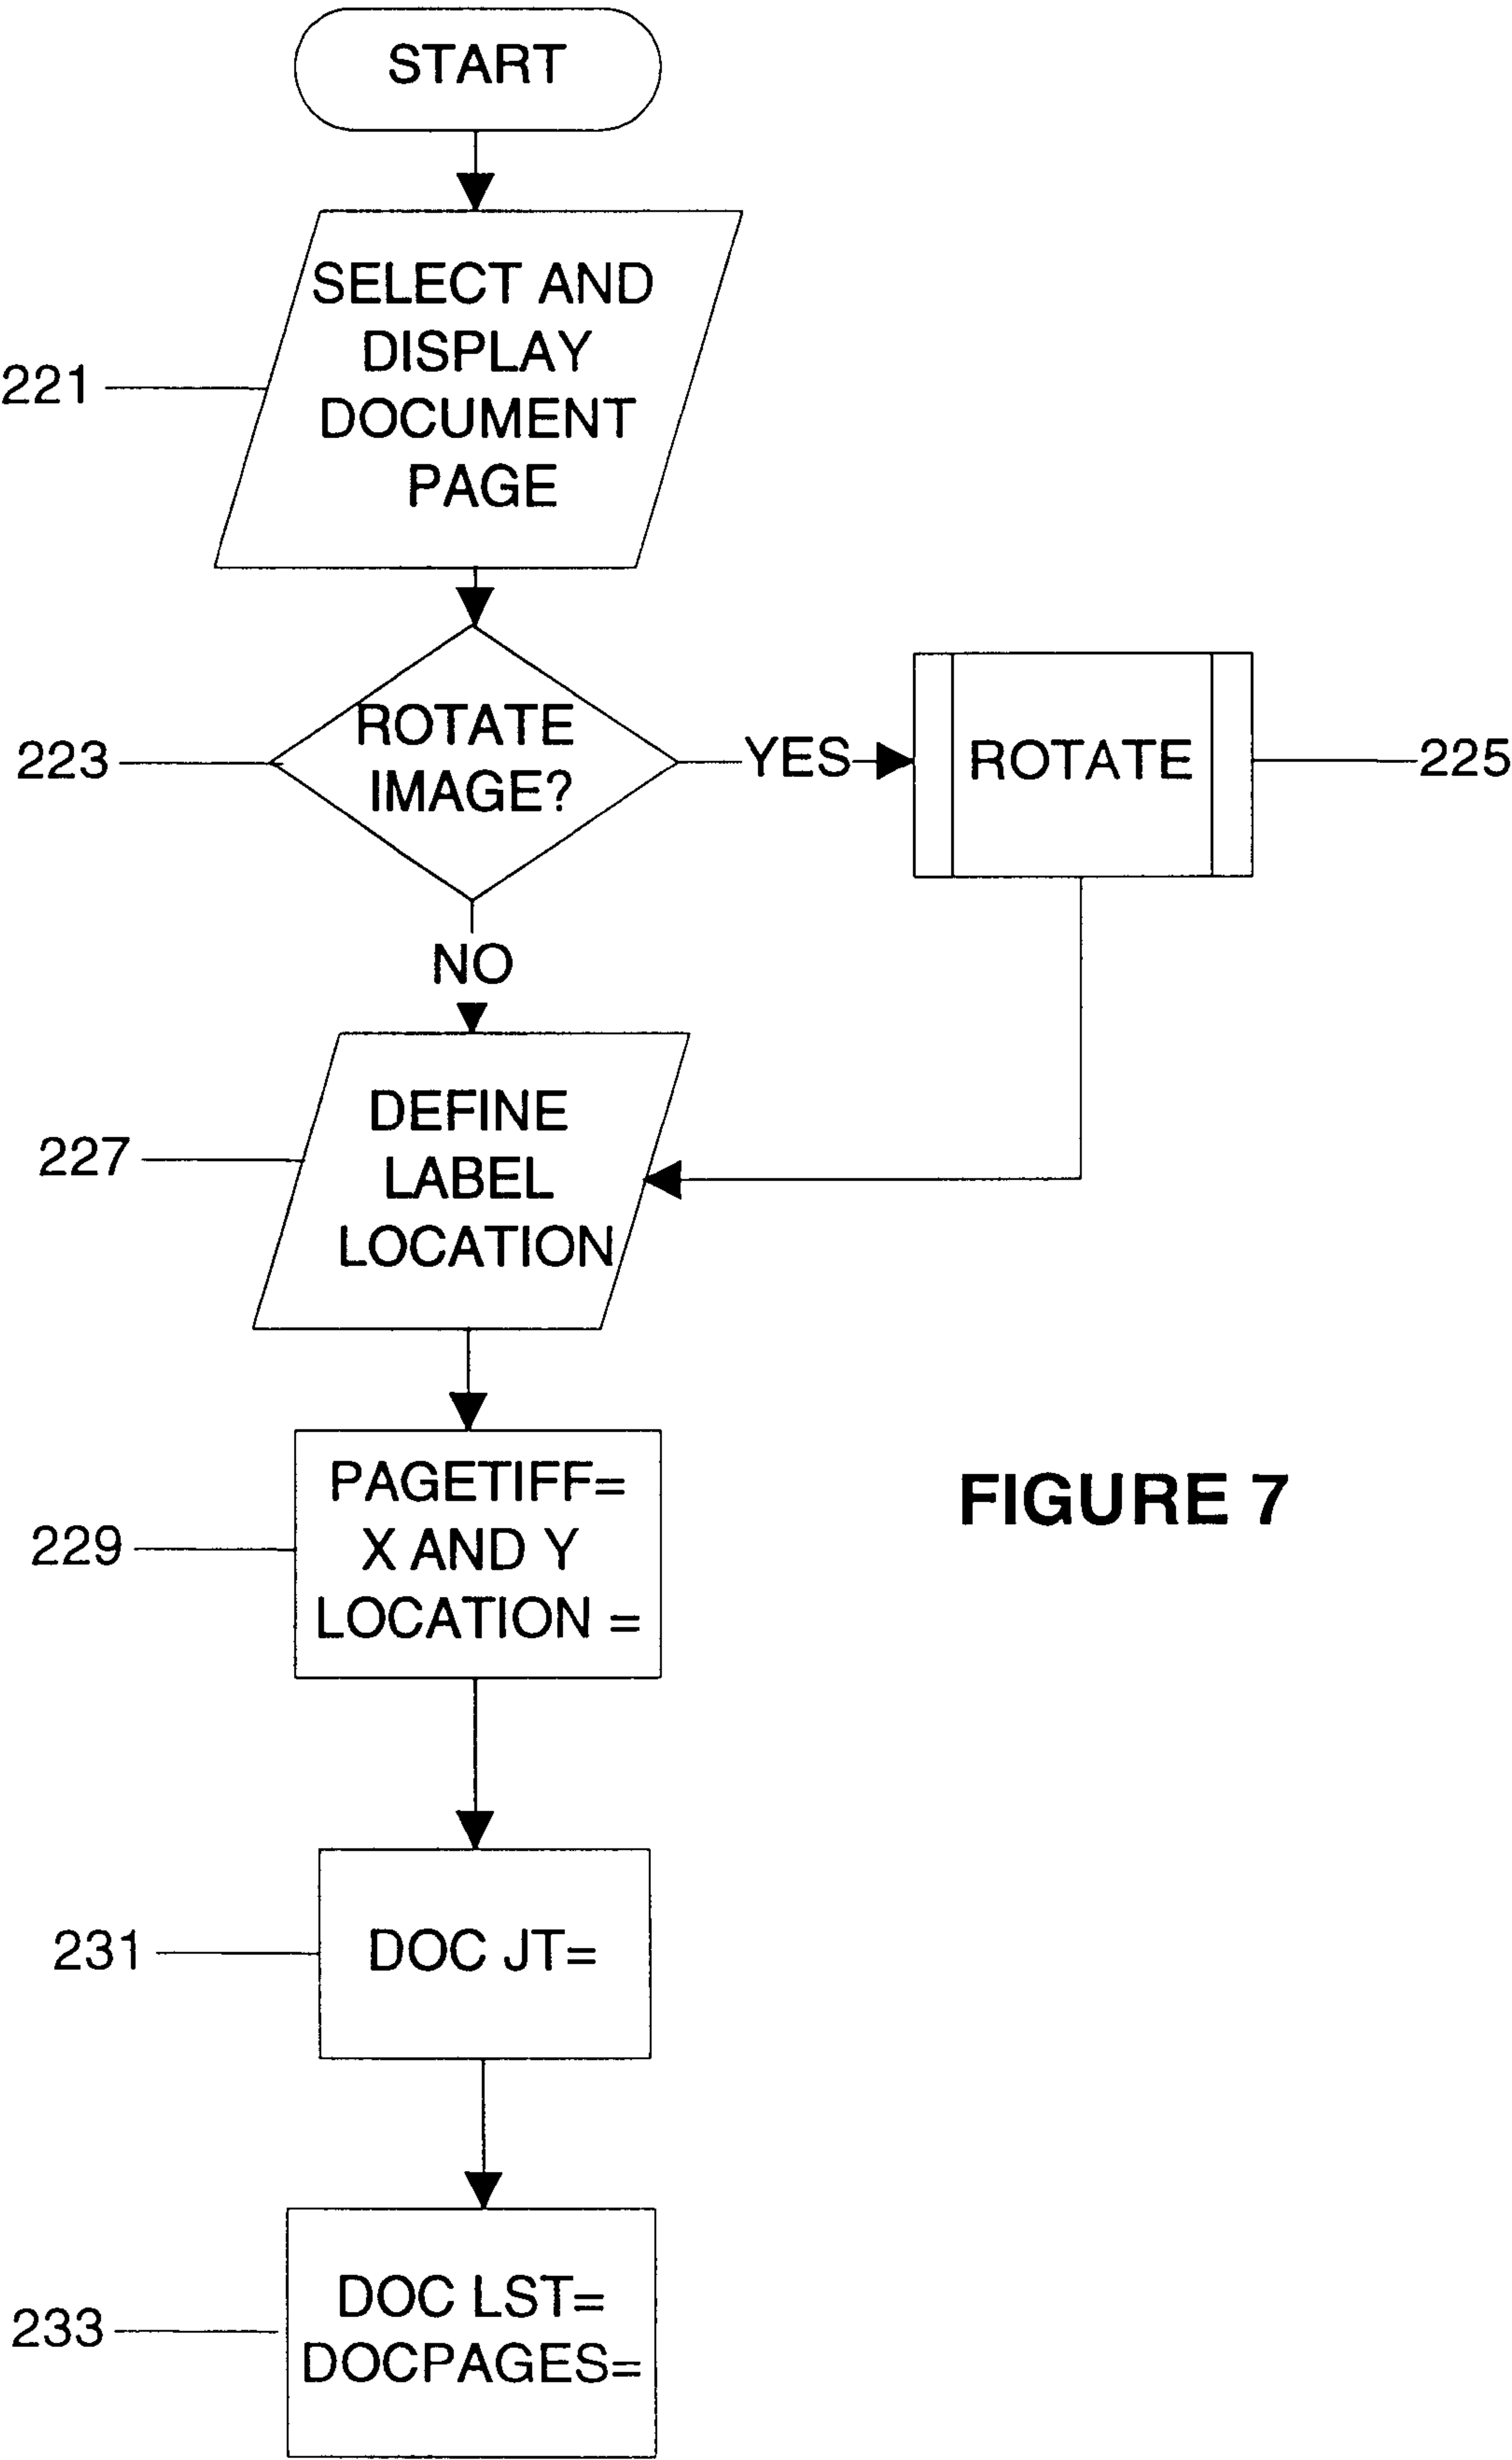 START
221
SELECT AND
DISPLAY
DOCUMENT
PAGE
223
ROTATE
IMAGE?
YES
ROTATE
225
NO
227
DEFINE
LABEL
LOCATION
229
PAGETIFF=
X AND Y
LOCATION =
FIGURE 7
231
DOC JT=
233
DOC LST=
DOCPAGES=